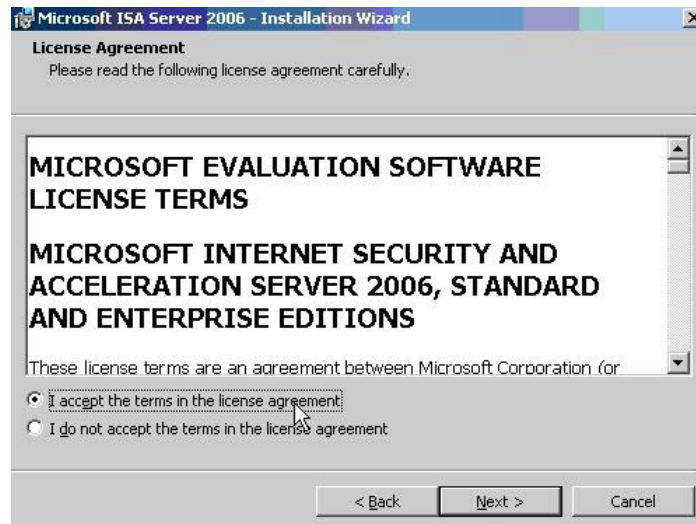 Microsoft ISA Server 2006 - Installation Wizard
License Agreement
Please read the following license agreement carefully.
MICROSOFT EVALUATION SOFTWARE
LICENSE TERMS
MICROSOFT INTERNET SECURITY AND
ACCELERATION SERVER 2006, STANDARD
AND ENTERPRISE EDITIONS
These license terms are an agreement between Microsoft Corporation (or
I accept the terms in the license agreement
I do not accept the terms in the license agreement
< Back
Next >
Cancel